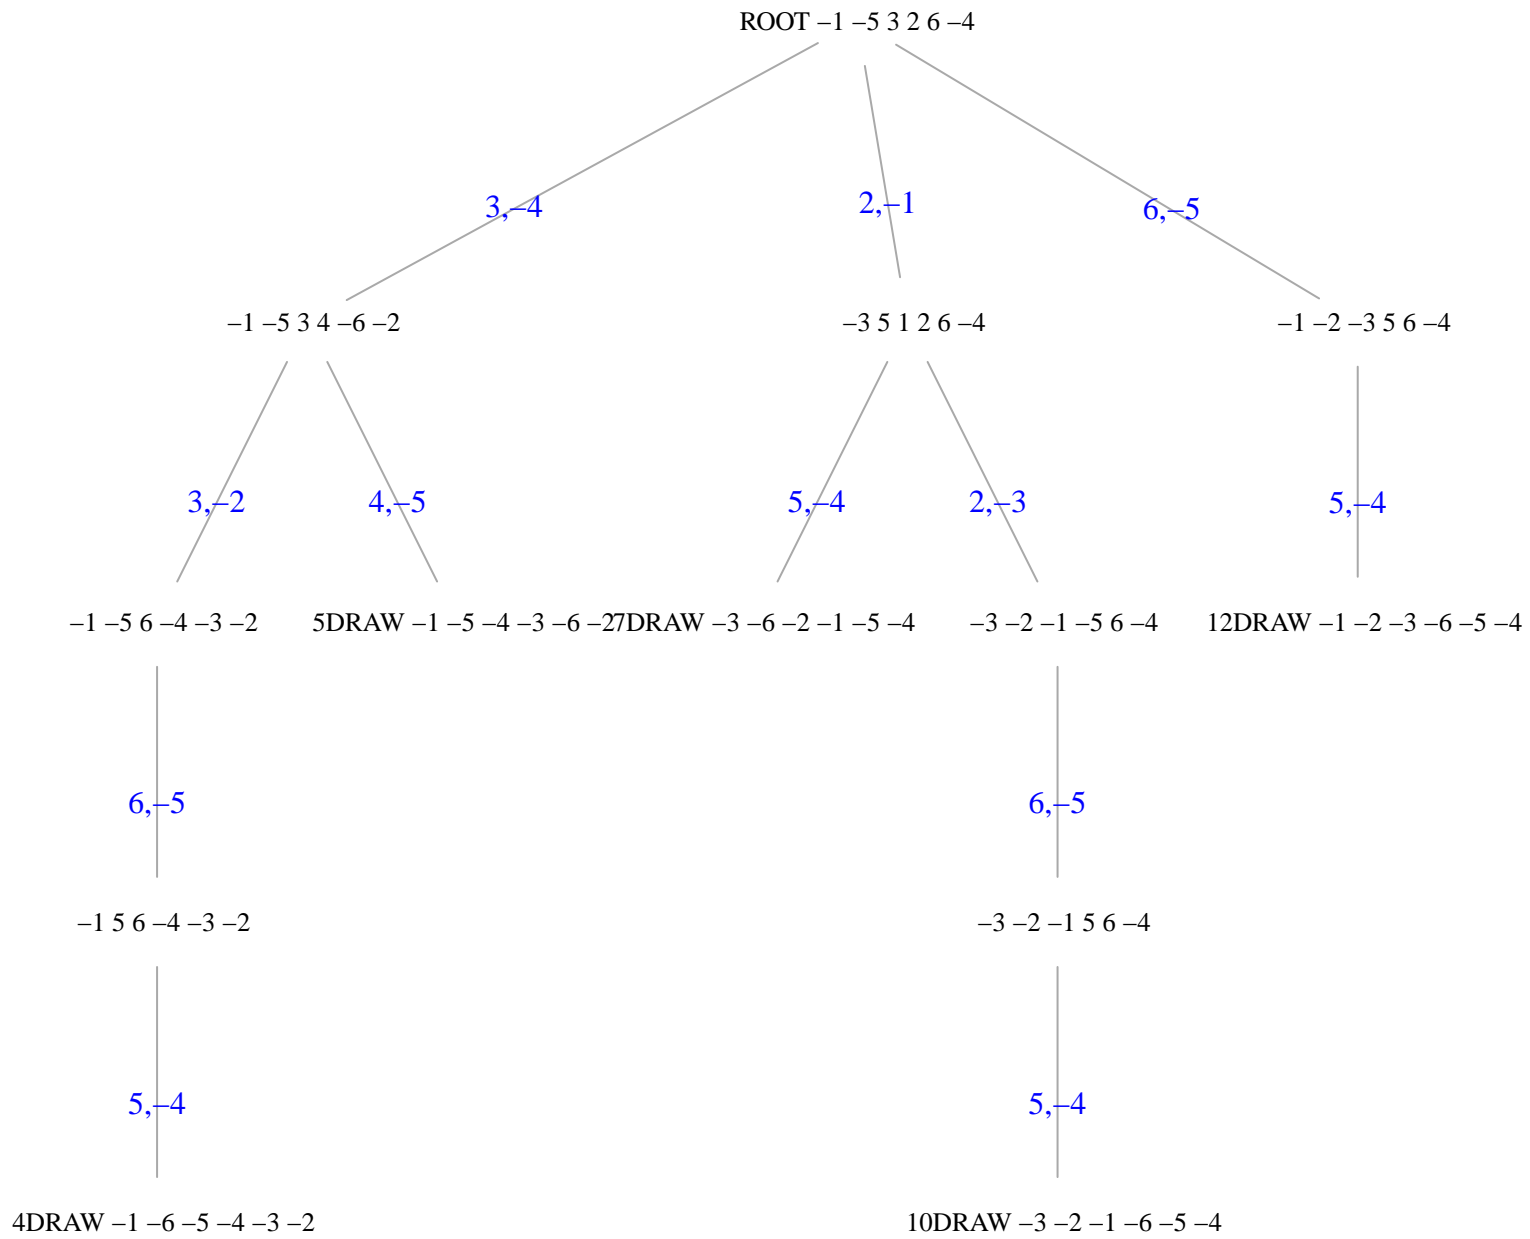 ROOT –1 –5 3 2 6 –4
3,–4
2,–1
6,–5
–1 –5 3 4 –6 –2
–3 5 1 2 6 –4
–1 –2 –3 5 6 –4
3,–2
4,–5
5,–4
2,–3
5,–4
–1 –5 6 –4 –3 –2
5DRAW –1 –5 –4 –3 –6 –2
7DRAW –3 –6 –2 –1 –5 –4
–3 –2 –1 –5 6 –4
12DRAW –1 –2 –3 –6 –5 –4
6,–5
6,–5
–1 5 6 –4 –3 –2
–3 –2 –1 5 6 –4
5,–4
5,–4
4DRAW –1 –6 –5 –4 –3 –2
10DRAW –3 –2 –1 –6 –5 –4